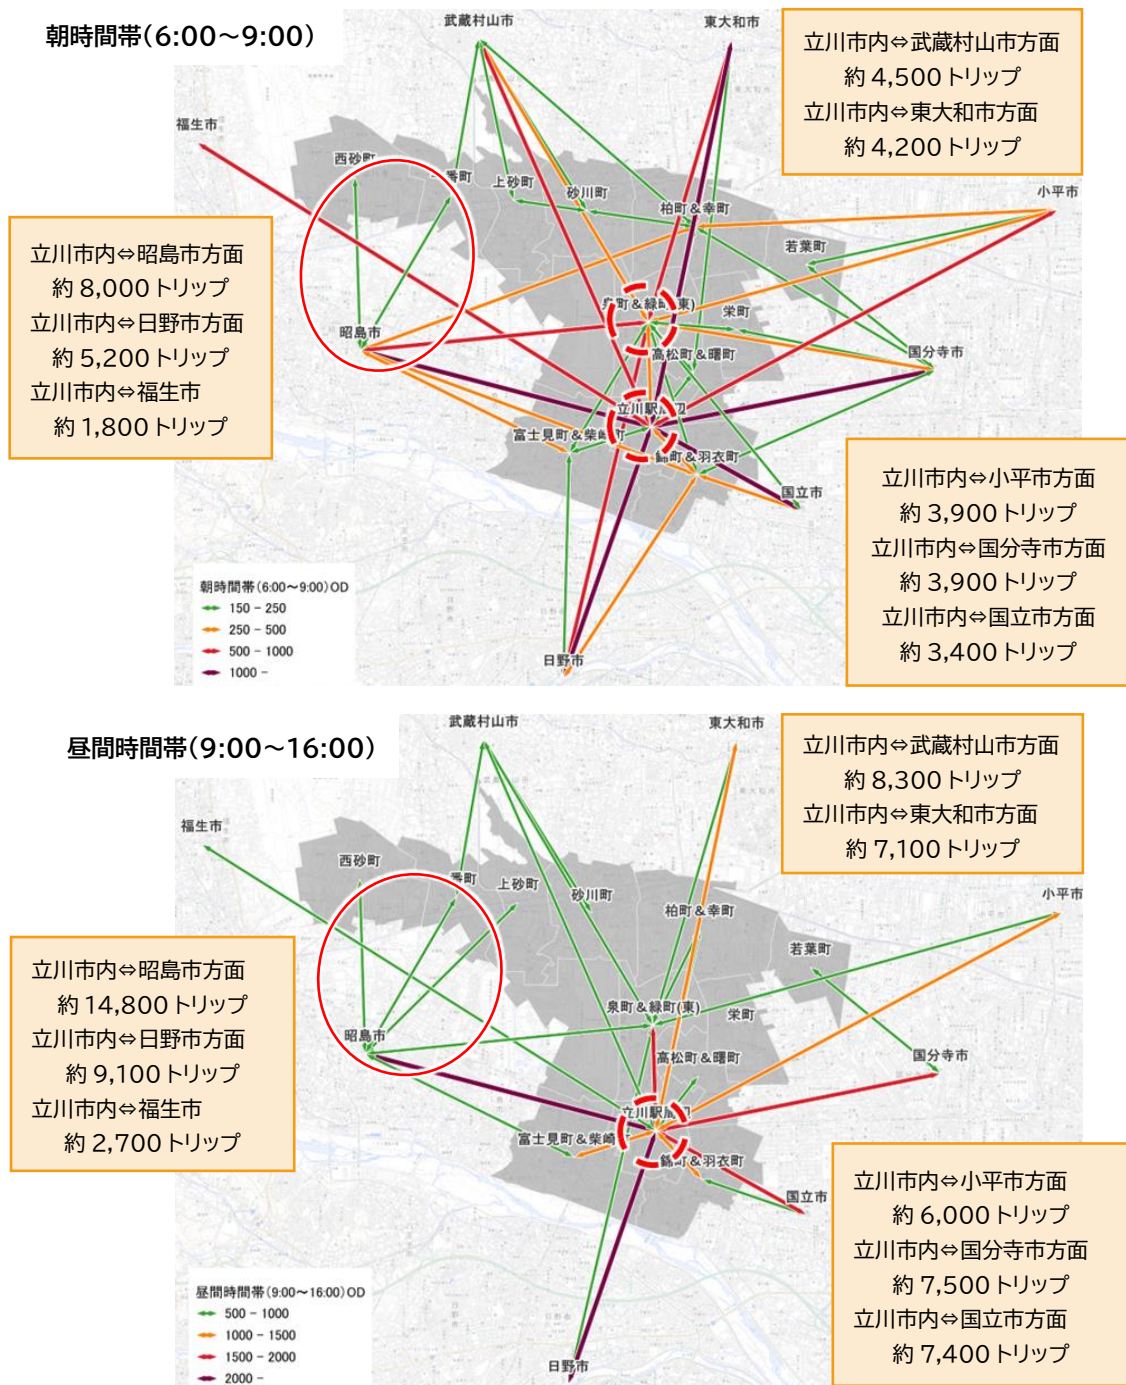 朝時間帯(6:00～9:00)
武蔵村山市
東大和市
立川市内⇔武蔵村山市方面
約 4,500 トリップ
立川市内⇔東大和市方面
約 4,200 トリップ
福生市
西砂町
番町
上砂町
砂川町
柏町&幸町
小平市
若葉町
立川市内⇔昭島市方面
約 8,000 トリップ
立川市内⇔日野市方面
約 5,200 トリップ
立川市内⇔福生市
約 1,800 トリップ
昭島市
泉町&緑町(東)
栄町
高松町&曙町
国分寺市
立川駅周辺
富士見町&柴崎町
錦町&羽衣町
国立市
立川市内⇔小平市方面
約 3,900 トリップ
立川市内⇔国分寺市方面
約 3,900 トリップ
立川市内⇔国立市方面
約 3,400 トリップ
朝時間帯(6:00～9:00)OD
150 - 250
250 - 500
500 - 1000
1000 -
日野市
昼間時間帯(9:00～16:00)
武蔵村山市
東大和市
立川市内⇔武蔵村山市方面
約 8,300 トリップ
立川市内⇔東大和市方面
約 7,100 トリップ
福生市
西砂町
番町
上砂町
砂川町
柏町&幸町
小平市
若葉町
立川市内⇔昭島市方面
約 14,800 トリップ
立川市内⇔日野市方面
約 9,100 トリップ
立川市内⇔福生市
約 2,700 トリップ
昭島市
泉町&緑町(東)
栄町
高松町&曙町
国分寺市
立川駅周辺
富士見町&柴崎
錦町&羽衣町
国立市
立川市内⇔小平市方面
約 6,000 トリップ
立川市内⇔国分寺市方面
約 7,500 トリップ
立川市内⇔国立市方面
約 7,400 トリップ
昼間時間帯(9:00～16:00)OD
500 - 1000
1000 - 1500
1500 - 2000
2000 -
日野市